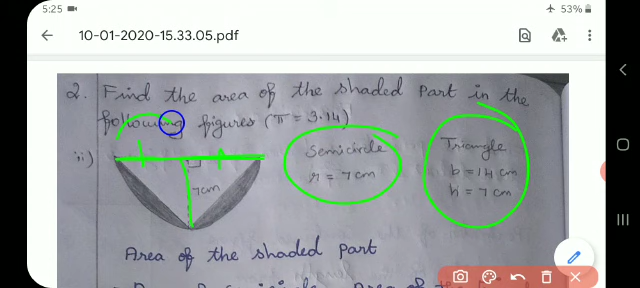 5:25
53%
10-01-2020-15.33.05.pdf
2. Find the area of the shaded part in the
following figures (π = 3.14)
ii)
7cm
Semicircle
r = 7 cm
Triangle
b = 14 cm
h = 7 cm
Area of the shaded part